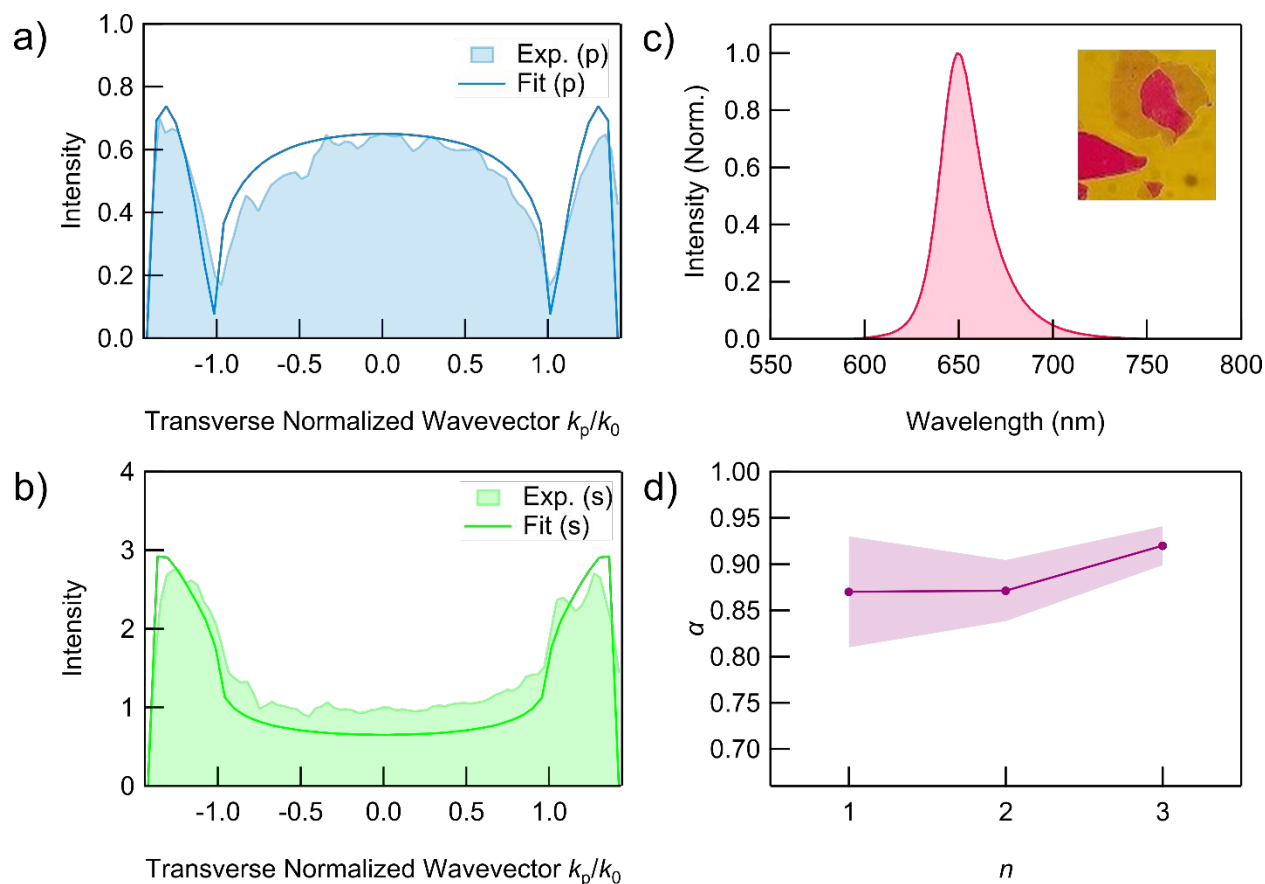 a)
1.0
0.8
0.6
0.4
0.2
0.0
Intensity
Exp. (p)
Fit (p)
-1.0
-0.5
0.0
0.5
1.0
Transverse Normalized Wavevector kp/k0
c)
1.0
0.8
0.6
0.4
0.2
0.0
Intensity (Norm.)
550
600
650
700
750
800
Wavelength (nm)
b)
4
3
2
1
0
Intensity
Exp. (s)
Fit (s)
-1.0
-0.5
0.0
0.5
1.0
Transverse Normalized Wavevector kp/k0
d)
1.00
0.95
0.90
0.85
0.80
0.75
0.70
α
1
2
3
n